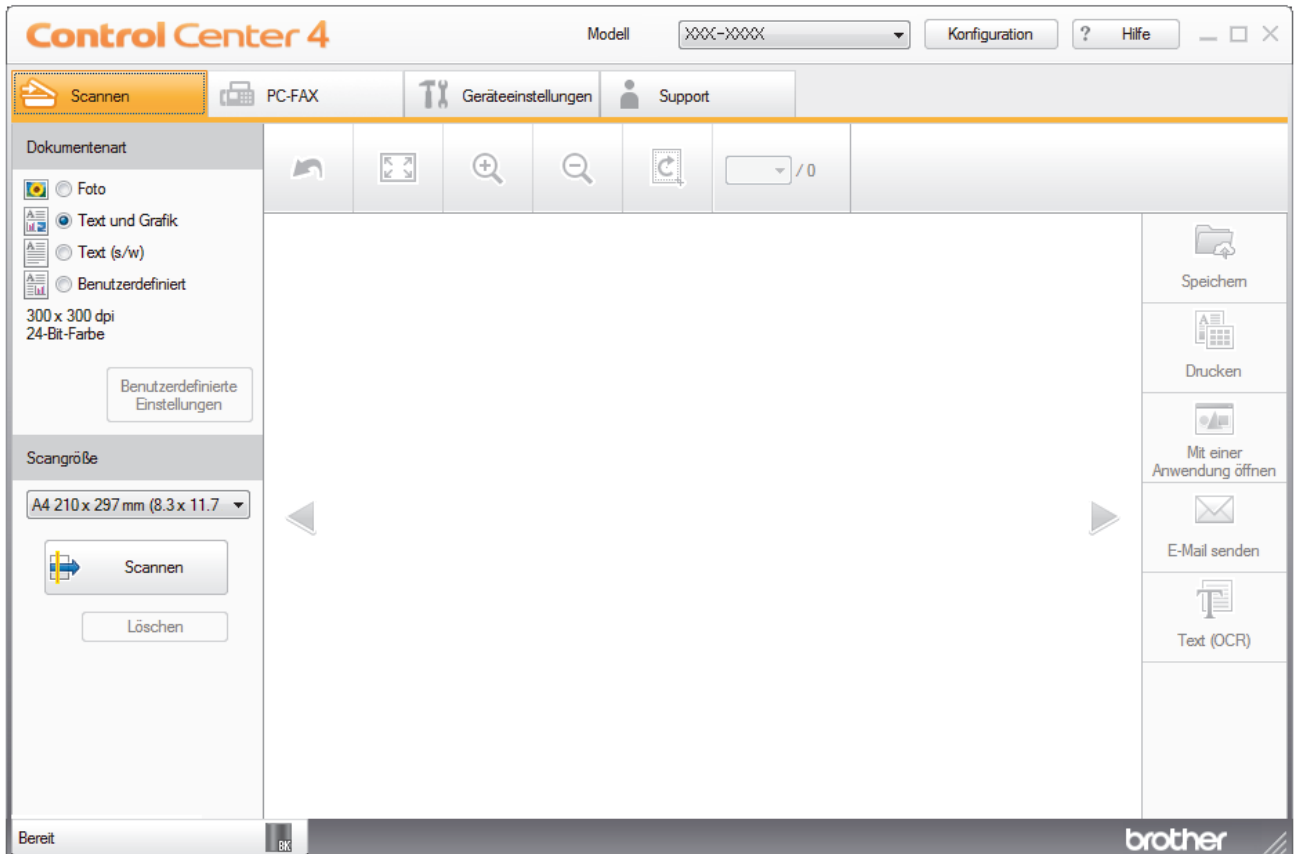 Control Center 4
Modell
XXX-XXXX
Konfiguration
? Hilfe
Scannen
PC-FAX
Geräteeinstellungen
Support
Dokumentenart
/ 0
Foto
Text und Grafik
Text (s/w)
Benutzerdefiniert
300 x 300 dpi
24-Bit-Farbe
Benutzerdefinierte
Einstellungen
Scangröße
A4 210 x 297 mm (8.3 x 11.7
Scannen
Löschen
Speichern
Drucken
Mit einer
Anwendung öffnen
E-Mail senden
Text (OCR)
Bereit
BK
brother